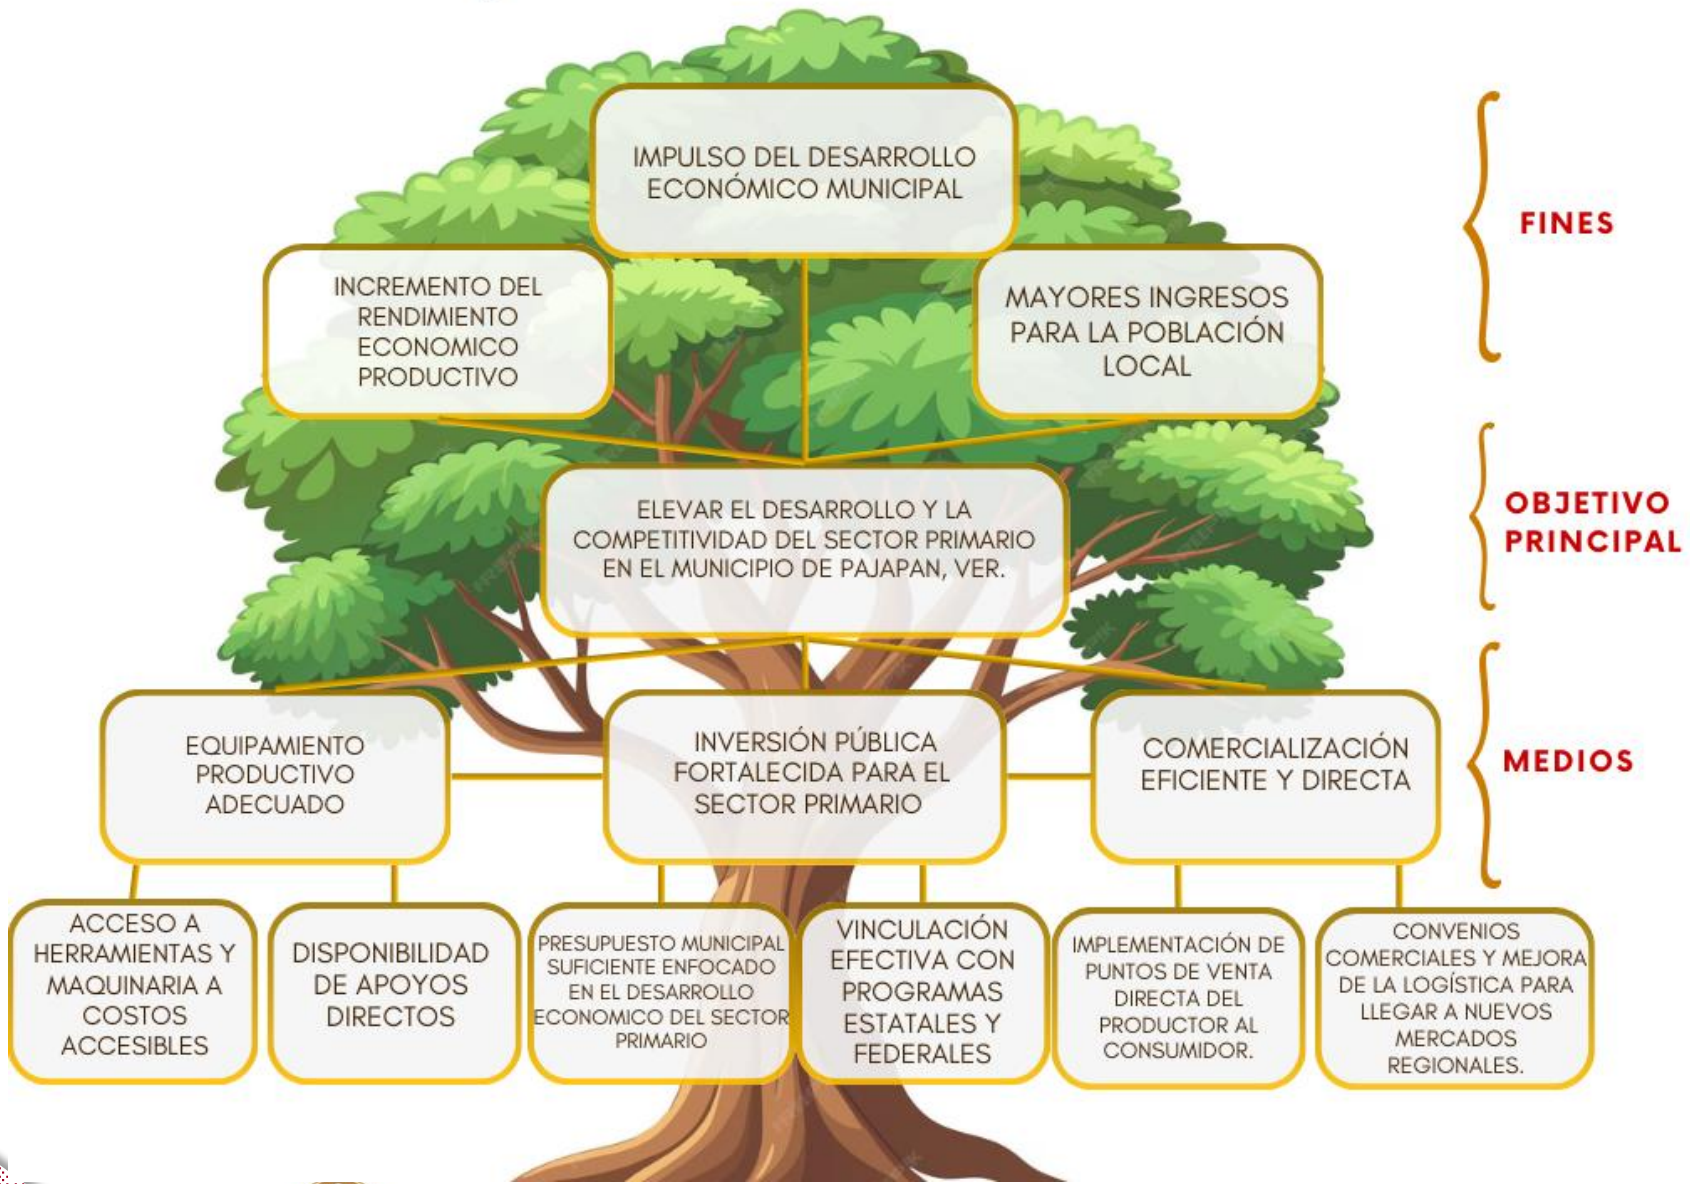 IMPULSO DEL DESARROLLO
ECONÓMICO MUNICIPAL
FINES
INCREMENTO DEL
RENDIMIENTO
ECONOMICO
PRODUCTIVO
MAYORES INGRESOS
PARA LA POBLACIÓN
LOCAL
ELEVAR EL DESARROLLO Y LA
COMPETITIVIDAD DEL SECTOR PRIMARIO
EN EL MUNICIPIO DE PAJAPAN, VER.
OBJETIVO
PRINCIPAL
EQUIPAMIENTO
PRODUCTIVO
ADECUADO
INVERSIÓN PÚBLICA
FORTALECIDA PARA EL
SECTOR PRIMARIO
COMERCIALIZACIÓN
EFICIENTE Y DIRECTA
MEDIOS
ACCESO A
HERRAMIENTAS Y
MAQUINARIA A
COSTOS
ACCESIBLES
DISPONIBILIDAD
DE APOYOS
DIRECTOS
PRESUPUESTO MUNICIPAL
SUFICIENTE ENFOCADO
EN EL DESARROLLO
ECONOMICO DEL SECTOR
PRIMARIO
VINCULACIÓN
EFECTIVA CON
PROGRAMAS
ESTATALES Y
FEDERALES
IMPLEMENTACIÓN DE
PUNTOS DE VENTA
DIRECTA DEL
PRODUCTOR AL
CONSUMIDOR.
CONVENIOS
COMERCIALES Y MEJORA
DE LA LOGÍSTICA PARA
LLEGAR A NUEVOS
MERCADOS
REGIONALES.